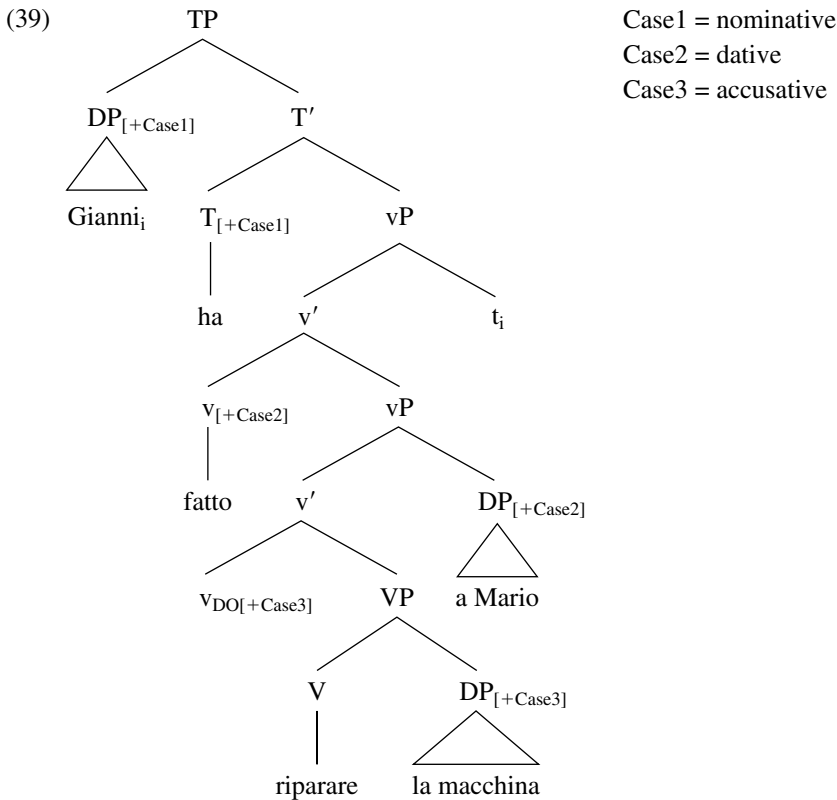 (39) TP Case1 = nominative
Case2 = dative
Case3 = accusative
DP[+Case1] T′
Gianniᵢ T[+Case1] vP
ha v′ tᵢ
v[+Case2] vP
fatto v′ DP[+Case2]
vDO[+Case3] VP a Mario
V DP[+Case3]
riparare la macchina